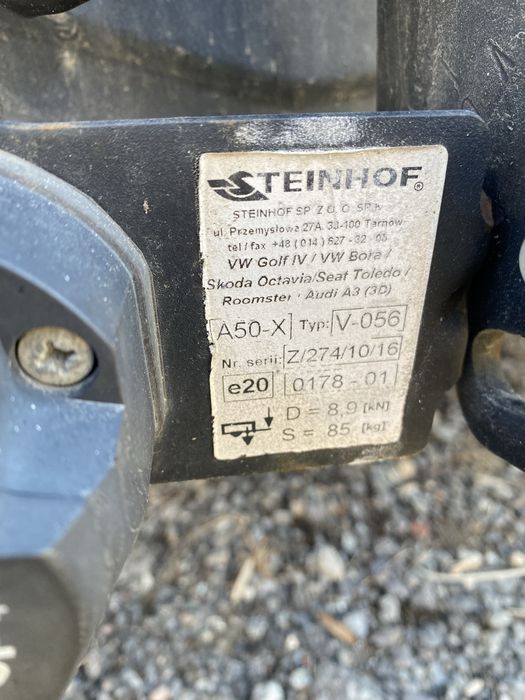 STEINHOF®
STEINHOF SP. Z O. O. SP. K.
ul. Przemysłowa 27A, 33-100 Tarnów
tel / fax +48 ( 014 ) 627 - 32 - 05
VW Golf IV / VW Bora /
Skoda Octavia/Seat Toledo /
Roomster / Audi A3 (3D)
A50-X Typ: V-056
Nr. serii: Z/274/10/16
e20 0178 - 01
D = 8,9 [kN]
S = 85 [kg]